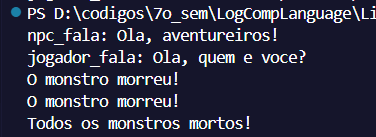 PS D:\codigos\7o_sem\LogCompLanguage\Li
npc_fala: Ola, aventureiros!
jogador_fala: Ola, quem e voce?
O monstro morreu!
O monstro morreu!
Todos os monstros mortos!